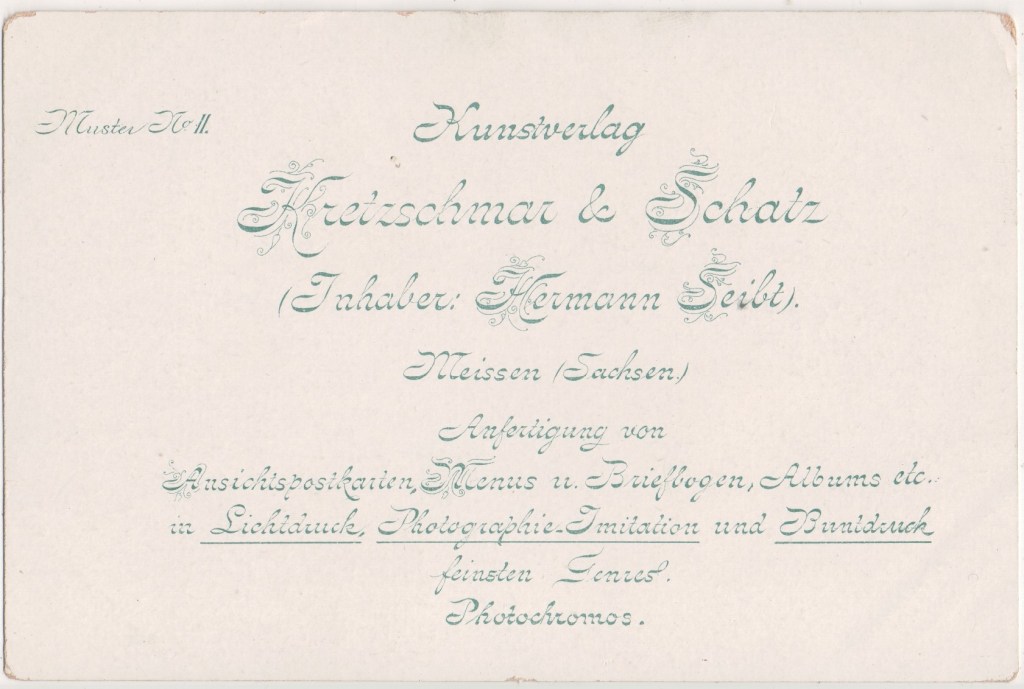 Muster No 11.
Kunstverlag
Kretzschmar & Schatz
(Inhaber: Hermann Seibt).
Meissen (Sachsen.)
Anfertigung von
Ansichtspostkarten, Menus u. Briefbogen, Albums etc.
in Lichtdruck, Photographie-Imitation und Buntdruck
feinsten Genres.
Photochromos.